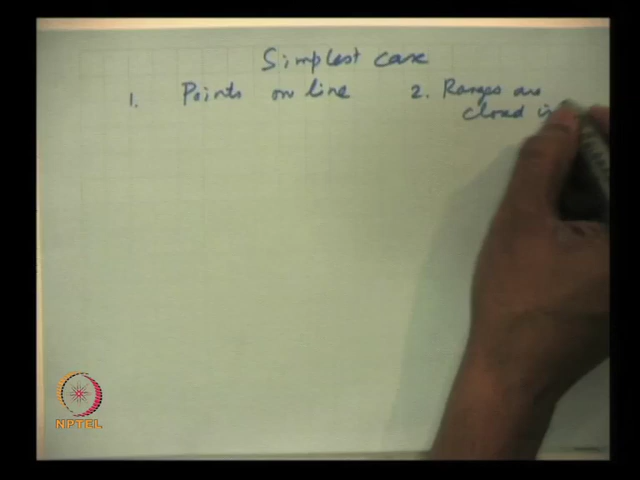 Simplest case
1. Points on line
2. Ranges are
closed i
NPTEL